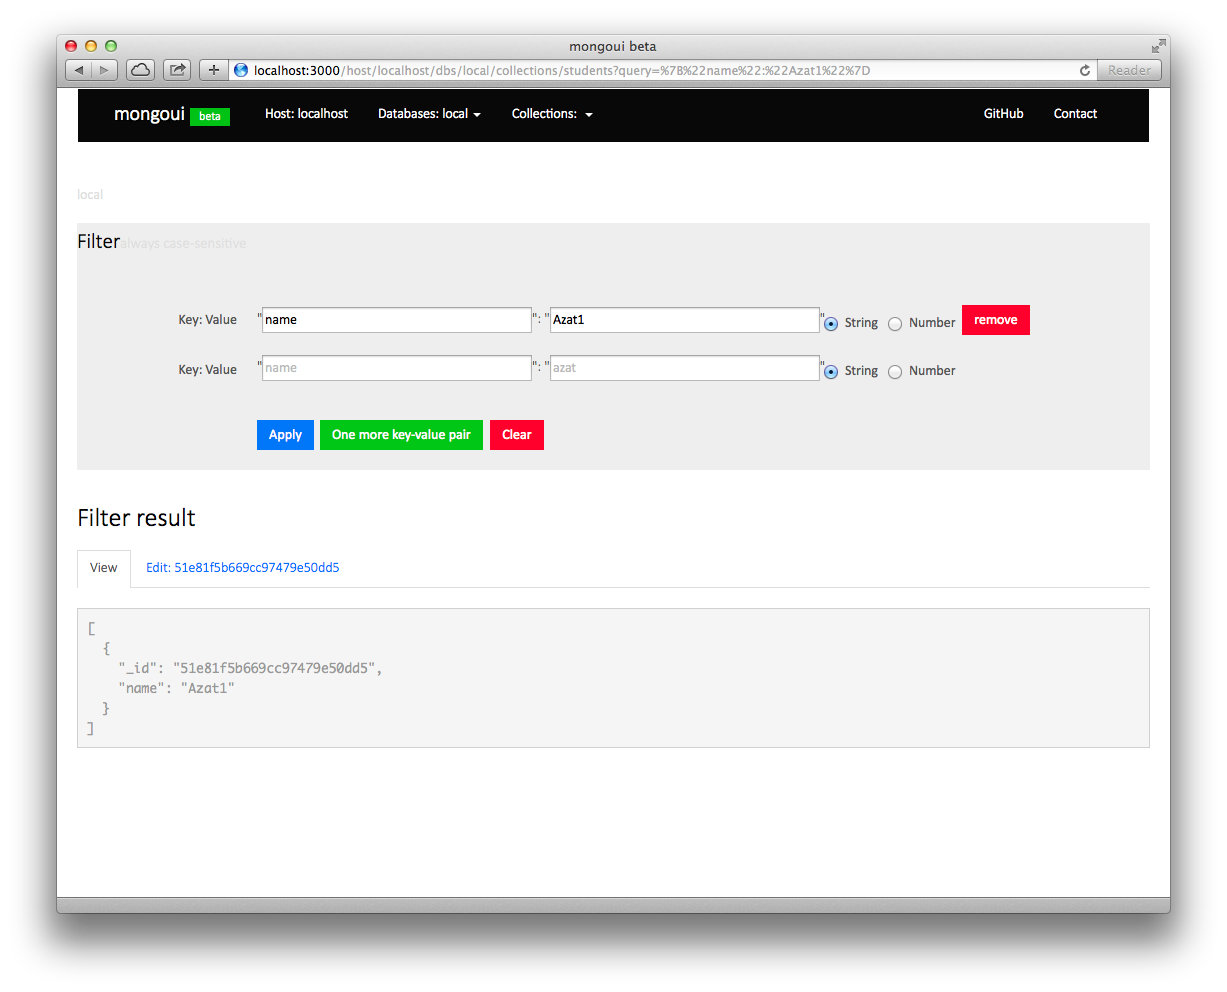 mongoui beta
localhost:3000/host/localhost/dbs/local/collections/students?query=%7B%22name%22:%22Azat1%22%7D
Reader
mongoui beta Host: localhost Databases: local Collections: GitHub Contact
local
Filter always case-sensitive
Key: Value "name": "Azat1" String Number remove
Key: Value "name": "azat" String Number
Apply One more key-value pair Clear
Filter result
View Edit: 51e81f5b669cc97479e50dd5
[
{
"_id": "51e81f5b669cc97479e50dd5",
"name": "Azat1"
}
]